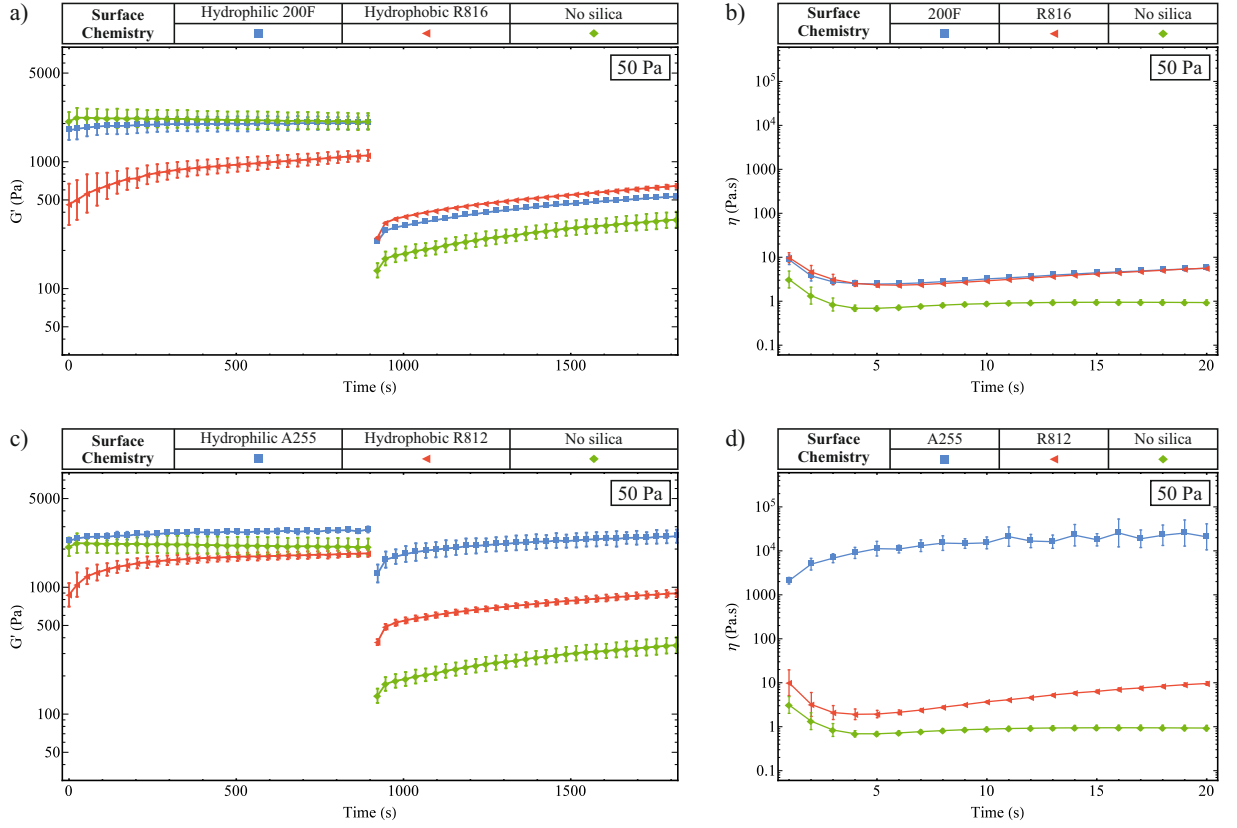 a)
Surface Chemistry Hydrophilic 200F Hydrophobic R816 No silica
50 Pa
G' (Pa)
5000
1000
500
100
50
0 500 1000 1500
Time (s)
b)
Surface Chemistry 200F R816 No silica
50 Pa
η (Pa.s)
10^5
10^4
1000
100
10
1
0.1
5 10 15 20
Time (s)
c)
Surface Chemistry Hydrophilic A255 Hydrophobic R812 No silica
50 Pa
G' (Pa)
5000
1000
500
100
50
0 500 1000 1500
Time (s)
d)
Surface Chemistry A255 R812 No silica
50 Pa
η (Pa.s)
10^5
10^4
1000
100
10
1
0.1
5 10 15 20
Time (s)